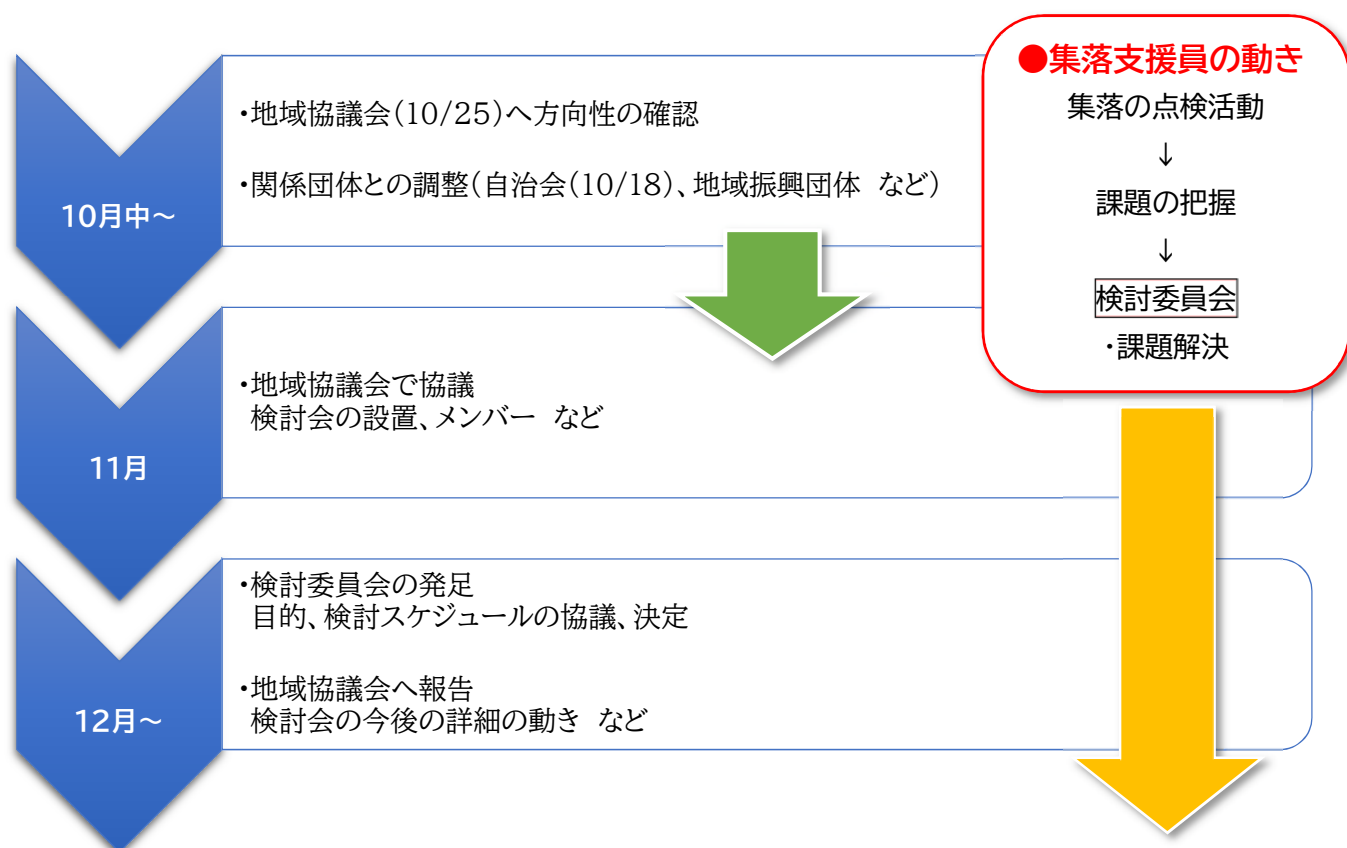 10月中～
・地域協議会（10/25）へ方向性の確認
・関係団体との調整（自治会（10/18）、地域振興団体 など）
●集落支援員の動き
集落の点検活動
↓
課題の把握
↓
検討委員会
・課題解決
11月
・地域協議会で協議
検討会の設置、メンバー など
12月～
・検討委員会の発足
目的、検討スケジュールの協議、決定
・地域協議会へ報告
検討会の今後の詳細の動き など